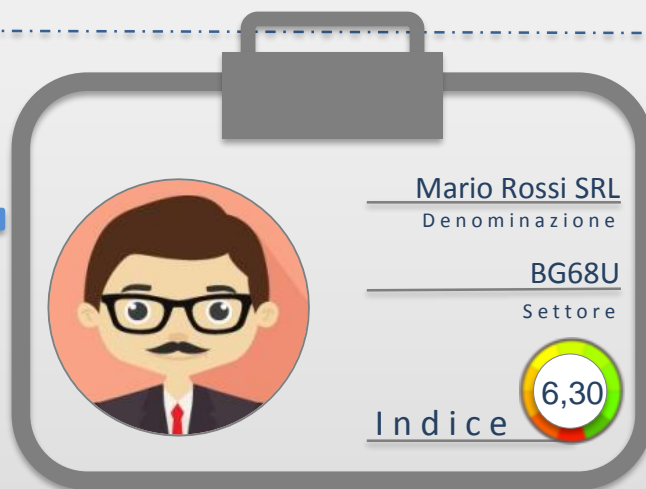 Mario Rossi SRL
Denominazione
BG68U
Settore
6,30
Indice